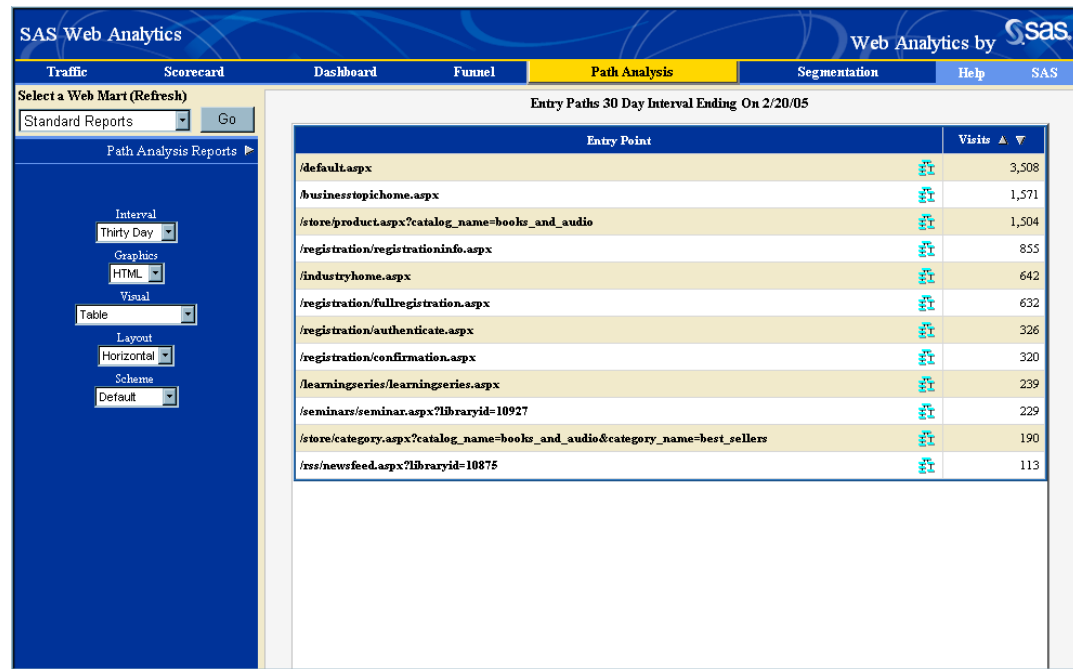 SAS Web Analytics
Web Analytics by sas.
Traffic Scorecard Dashboard Funnel Path Analysis Segmentation Help SAS
Select a Web Mart (Refresh)
Standard Reports Go
Path Analysis Reports
Interval
Thirty Day
Graphics
HTML
Visual
Table
Layout
Horizontal
Scheme
Default
Entry Paths 30 Day Interval Ending On 2/20/05
Entry Point Visits
/default.aspx 3,508
/businesstopichome.aspx 1,571
/store/product.aspx?catalog_name=books_and_audio 1,504
/registration/registrationinfo.aspx 855
/industryhome.aspx 642
/registration/fullregistration.aspx 632
/registration/authenticate.aspx 326
/registration/confirmation.aspx 320
/learningseries/learningseries.aspx 239
/seminars/seminar.aspx?libraryid=10927 229
/store/category.aspx?catalog_name=books_and_audio&category_name=best_sellers 190
/rss/newsfeed.aspx?libraryid=10875 113